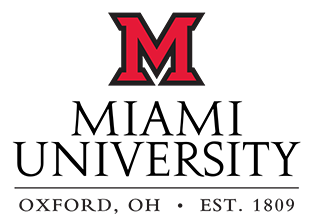 M
MIAMI
UNIVERSITY
OXFORD, OH • EST. 1809